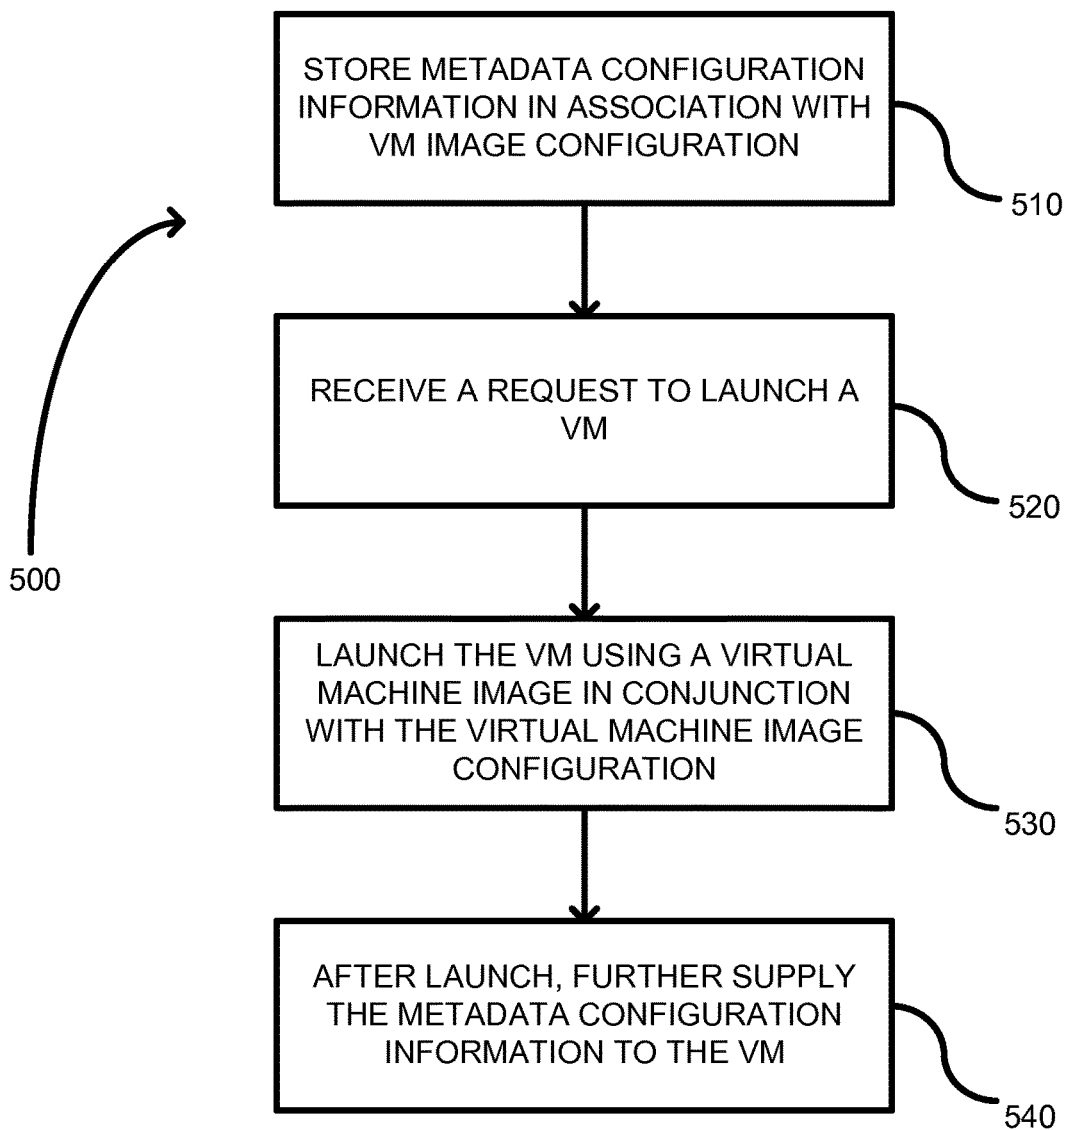 STORE METADATA CONFIGURATION
INFORMATION IN ASSOCIATION WITH
VM IMAGE CONFIGURATION
510
RECEIVE A REQUEST TO LAUNCH A
VM
520
500
LAUNCH THE VM USING A VIRTUAL
MACHINE IMAGE IN CONJUNCTION
WITH THE VIRTUAL MACHINE IMAGE
CONFIGURATION
530
AFTER LAUNCH, FURTHER SUPPLY
THE METADATA CONFIGURATION
INFORMATION TO THE VM
540